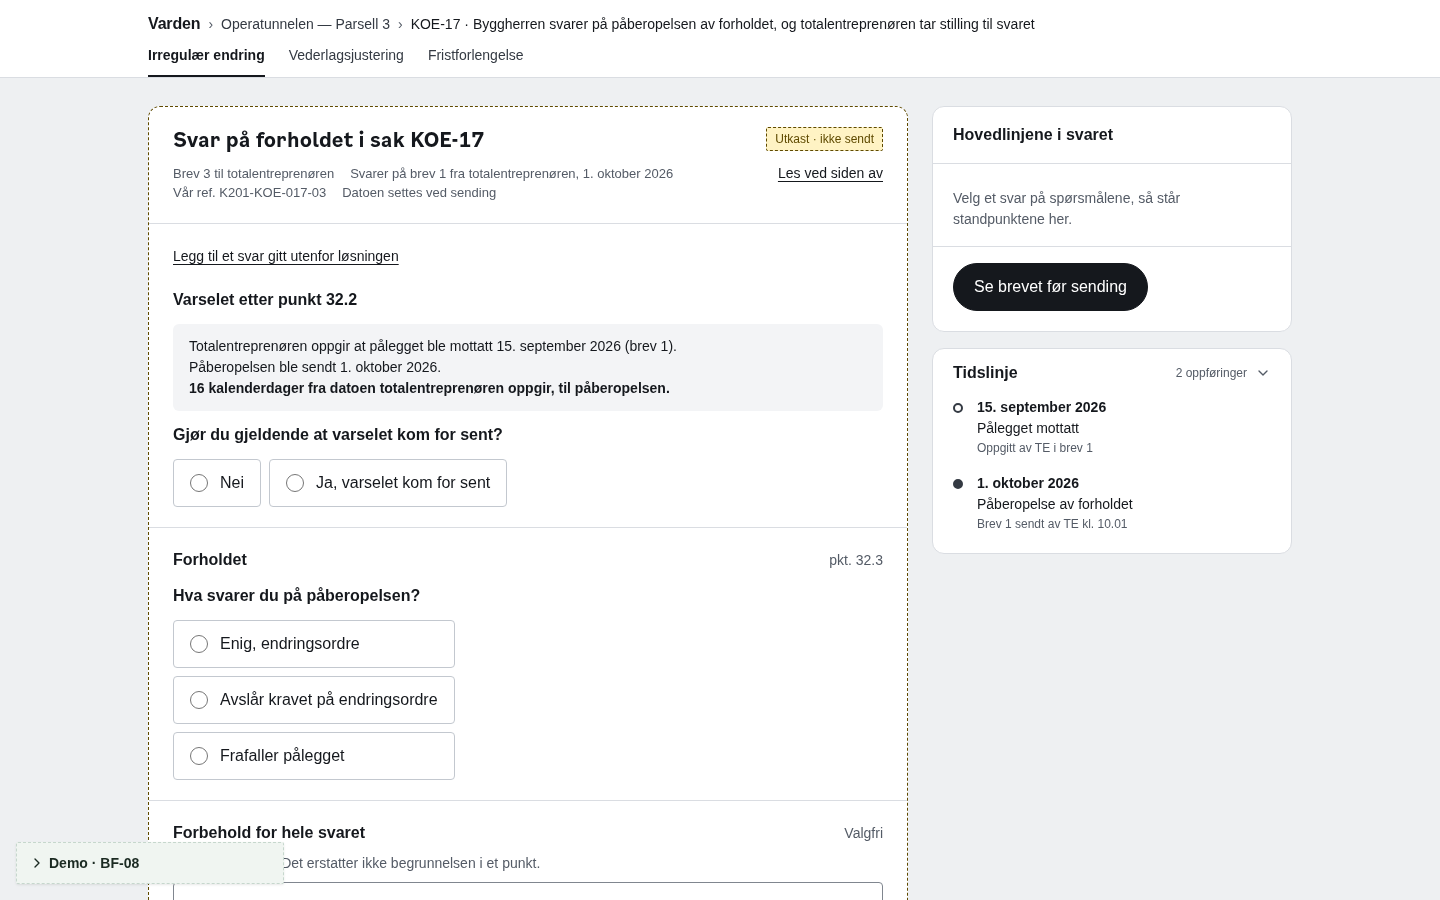 Varden › Operatunnelen — Parsell 3 › KOE-17 · Byggherren svarer på påberopelsen av forholdet, og totalentreprenøren tar stilling til svaret
Irregulær endring Vederlagsjustering Fristforlengelse
Svar på forholdet i sak KOE-17
Utkast · ikke sendt
Brev 3 til totalentreprenøren Svarer på brev 1 fra totalentreprenøren, 1. oktober 2026
Vår ref. K201-KOE-017-03 Datoen settes ved sending
Les ved siden av
Legg til et svar gitt utenfor løsningen
Varselet etter punkt 32.2
Totalentreprenøren oppgir at pålegget ble mottatt 15. september 2026 (brev 1).
Påberopelsen ble sendt 1. oktober 2026.
16 kalenderdager fra datoen totalentreprenøren oppgir, til påberopelsen.
Gjør du gjeldende at varselet kom for sent?
Nei
Ja, varselet kom for sent
Forholdet
pkt. 32.3
Hva svarer du på påberopelsen?
Enig, endringsordre
Avslår kravet på endringsordre
Frafaller pålegget
Forbehold for hele svaret
Valgfri
Det erstatter ikke begrunnelsen i et punkt.
Demo · BF-08
Hovedlinjene i svaret
Velg et svar på spørsmålene, så står
standpunktene her.
Se brevet før sending
Tidslinje
2 oppføringer
15. september 2026
Pålegget mottatt
Oppgitt av TE i brev 1
1. oktober 2026
Påberopelse av forholdet
Brev 1 sendt av TE kl. 10.01